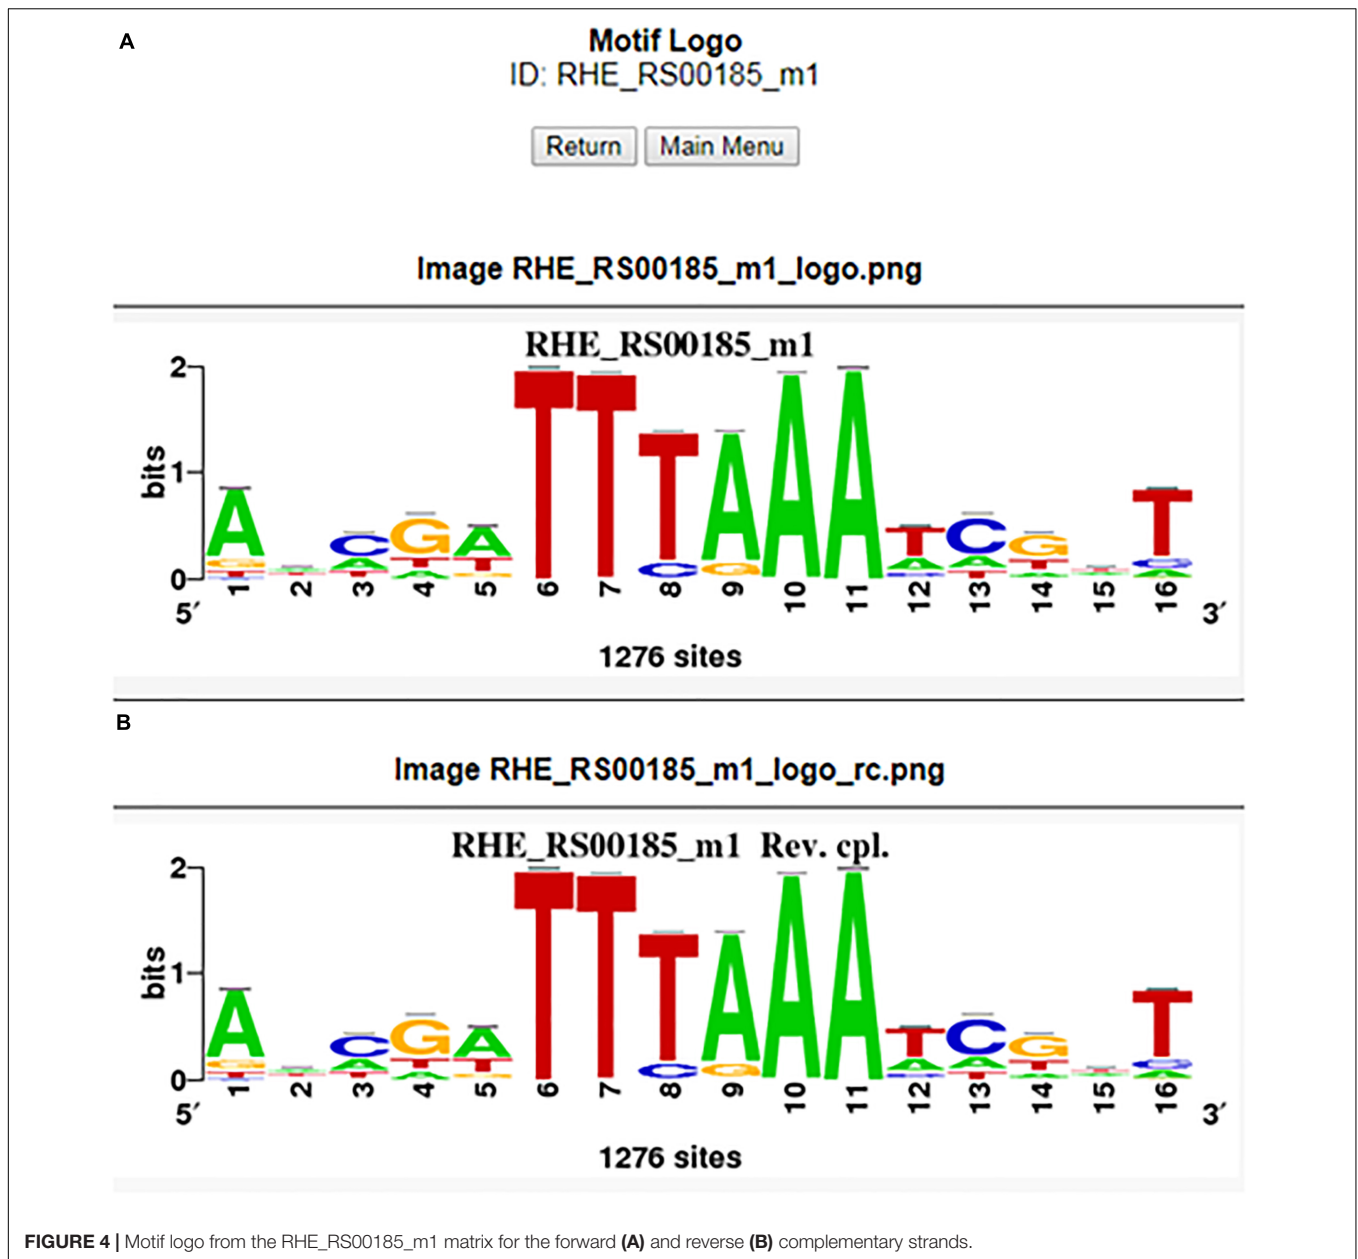 A
Motif Logo
ID: RHE_RS00185_m1
Return Main Menu
Image RHE_RS00185_m1_logo.png
RHE_RS00185_m1
2
bits
1
0
A G T C A C A T G T A A T G T T T C A G A A T A C C A T G T A T C A
1 2 3 4 5 6 7 8 9 10 11 12 13 14 15 16
5′ 3′
1276 sites
B
Image RHE_RS00185_m1_logo_rc.png
RHE_RS00185_m1 Rev. cpl.
2
bits
1
0
A G T C A C A T G T A A T G T T T C A G A A T A C C A T G T A T C A
1 2 3 4 5 6 7 8 9 10 11 12 13 14 15 16
5′ 3′
1276 sites
FIGURE 4 | Motif logo from the RHE_RS00185_m1 matrix for the forward (A) and reverse (B) complementary strands.